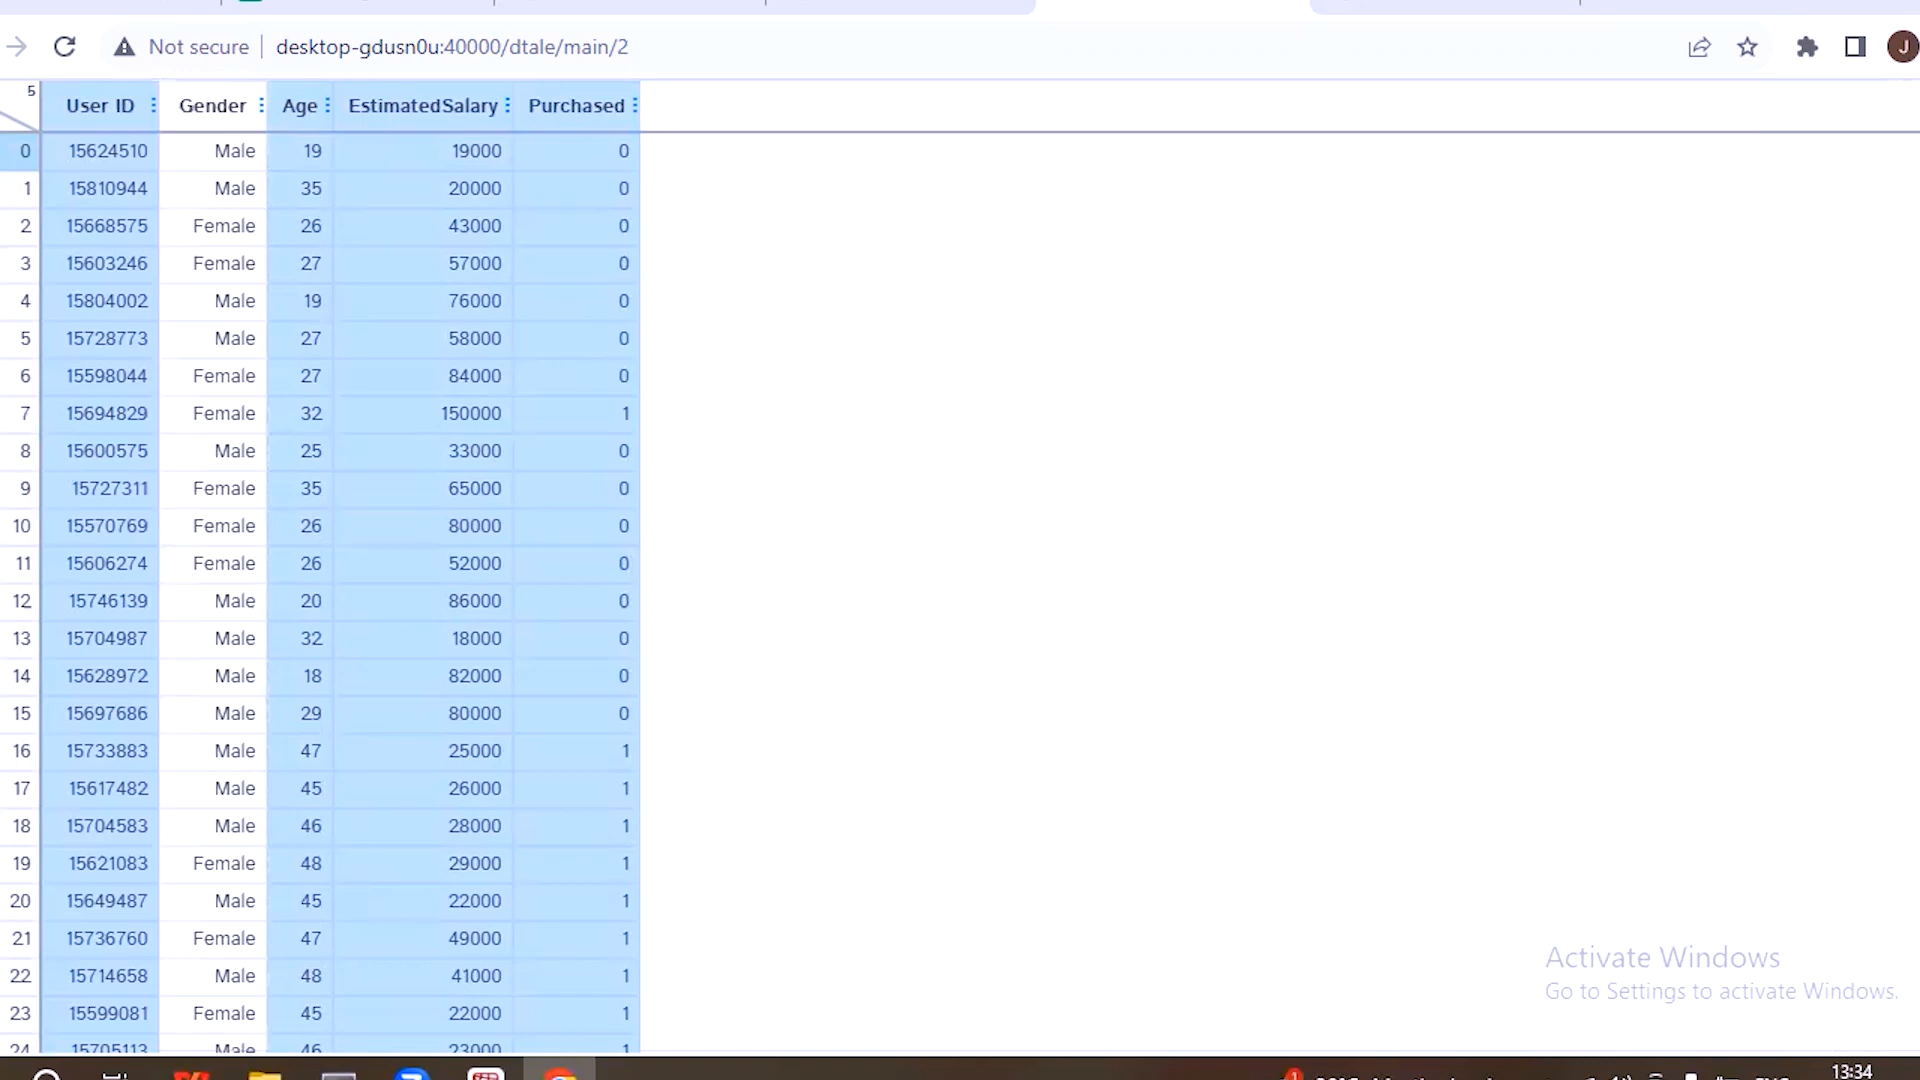 Not secure desktop-gdusn0u:40000/dtale/main/2 J
5 User ID Gender Age EstimatedSalary Purchased
0 15624510 Male 19 19000 0
1 15810944 Male 35 20000 0
2 15668575 Female 26 43000 0
3 15603246 Female 27 57000 0
4 15804002 Male 19 76000 0
5 15728773 Male 27 58000 0
6 15598044 Female 27 84000 0
7 15694829 Female 32 150000 1
8 15600575 Male 25 33000 0
9 15727311 Female 35 65000 0
10 15570769 Female 26 80000 0
11 15606274 Female 26 52000 0
12 15746139 Male 20 86000 0
13 15704987 Male 32 18000 0
14 15628972 Male 18 82000 0
15 15697686 Male 29 80000 0
16 15733883 Male 47 25000 1
17 15617482 Male 45 26000 1
18 15704583 Male 46 28000 1
19 15621083 Female 48 29000 1
20 15649487 Male 45 22000 1
21 15736760 Female 47 49000 1
22 15714658 Male 48 41000 1
23 15599081 Female 45 22000 1
24 15705113 Male 46 23000 1
Activate Windows
Go to Settings to activate Windows.
13:34